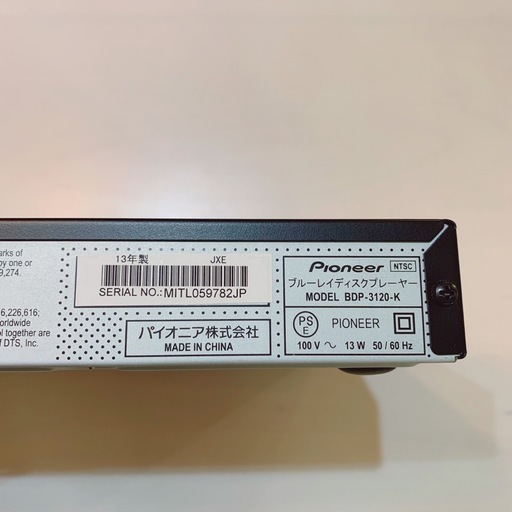 arks of
by one or
9,274.
6,226,616;
orldwide
ol together are
of DTS, Inc.
13年製 JXE
SERIAL NO.:MITL059782JP
パイオニア株式会社
MADE IN CHINA
Pioneer NTSC
ブルーレイディスクプレーヤー
MODEL BDP-3120-K
PSE PIONEER
100 V ～ 13 W 50 / 60 Hz